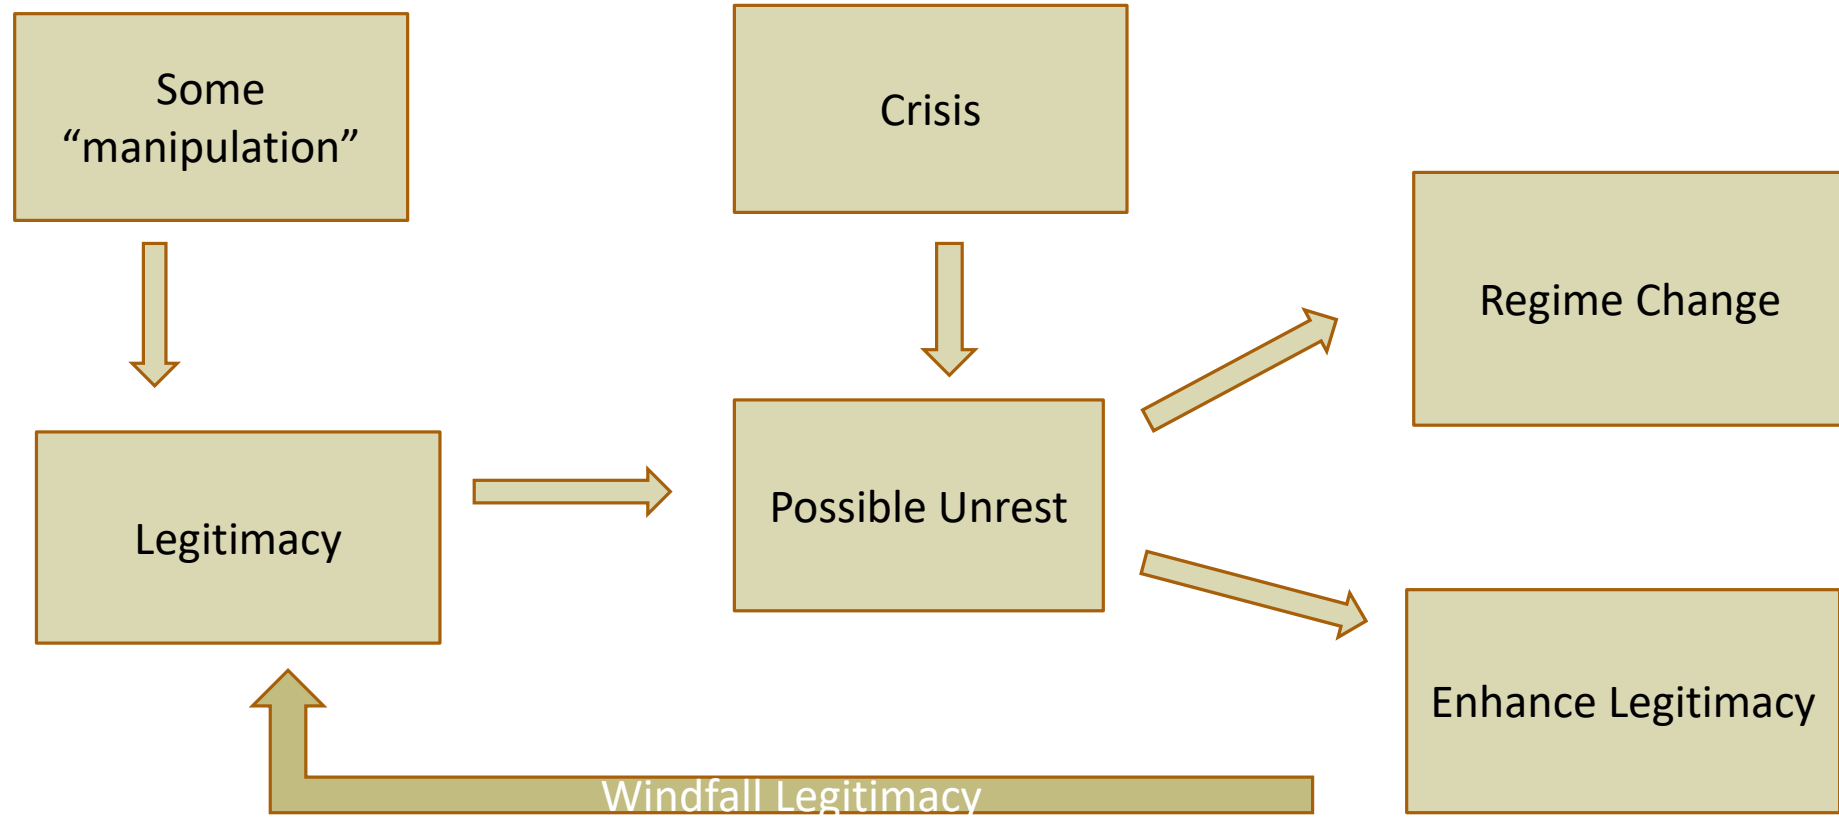 Some
“manipulation”
Crisis
Regime Change
Legitimacy
Possible Unrest
Enhance Legitimacy
Windfall Legitimacy